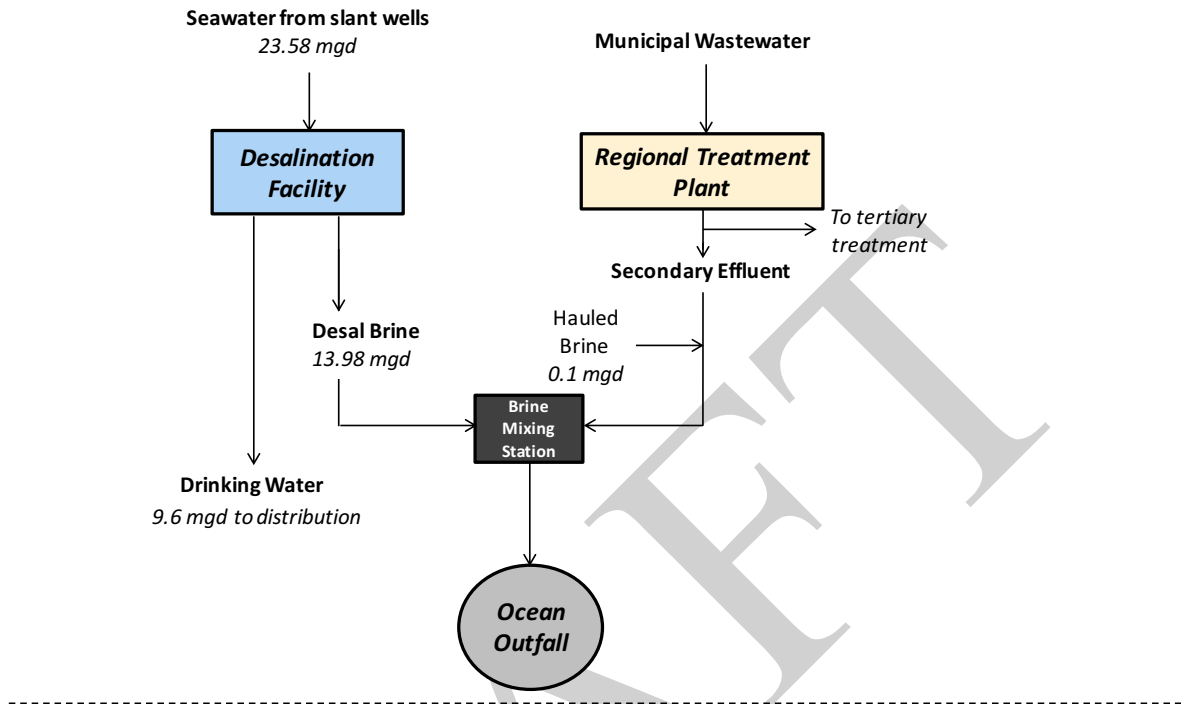 Seawater from slant wells
23.58 mgd
Municipal Wastewater
Desalination
Facility
Regional Treatment
Plant
To tertiary
treatment
Secondary Effluent
Hauled
Brine
0.1 mgd
Desal Brine
13.98 mgd
Brine
Mixing
Station
Drinking Water
9.6 mgd to distribution
Ocean
Outfall